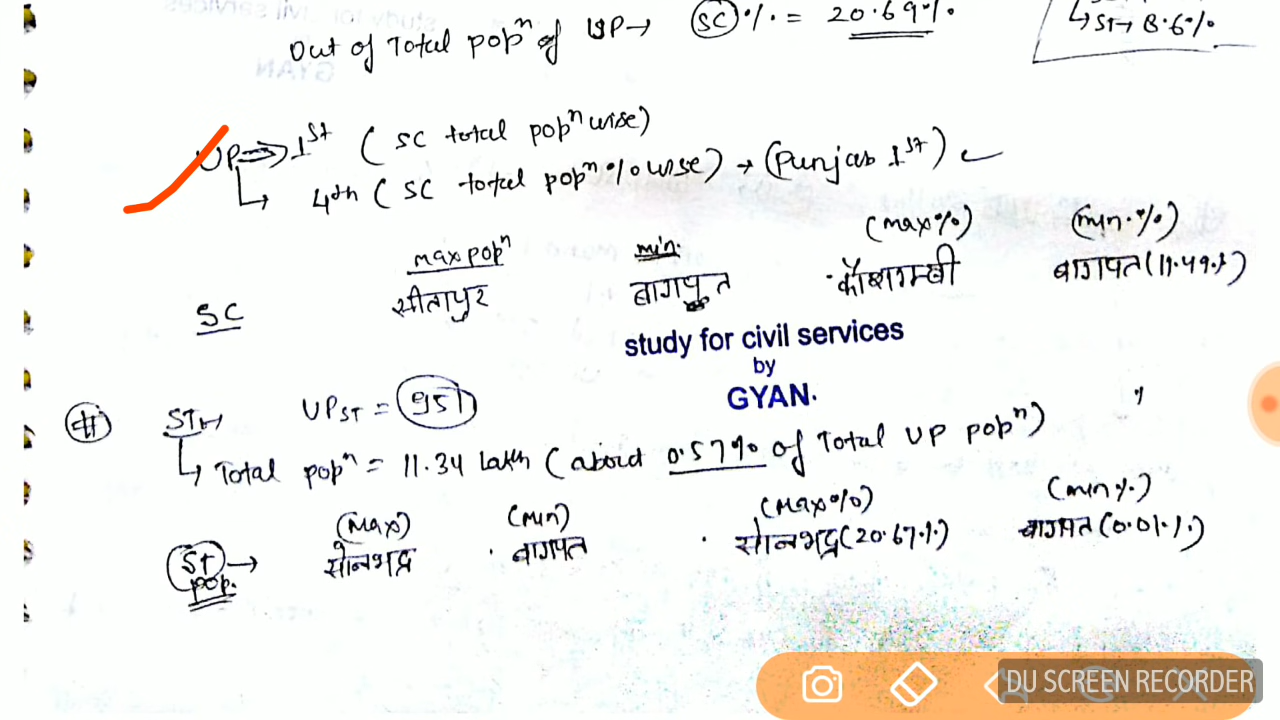 Out of Total popⁿ of UP→ SC %. = 20.69%
↳ST→ 8.6%
UP⇒1st (SC total popⁿ wise)
↳ 4th (SC total popⁿ % wise) → (Punjab 1st)
max popⁿ min. (max%) (min.%)
SC सीतापुर बागपत कौशाम्बी बागपत (11.49%)
study for civil services
by
GYAN.
# ST↦ UPST = 951
↳ Total popⁿ = 11.34 lakh (about 0.57% of Total UP popⁿ)
(Max) (Min) (Max%) (min%)
ST pop. → सोनभद्र बागपत सोनभद्र (20.67%) बागपत (0.01%)
DU SCREEN RECORDER